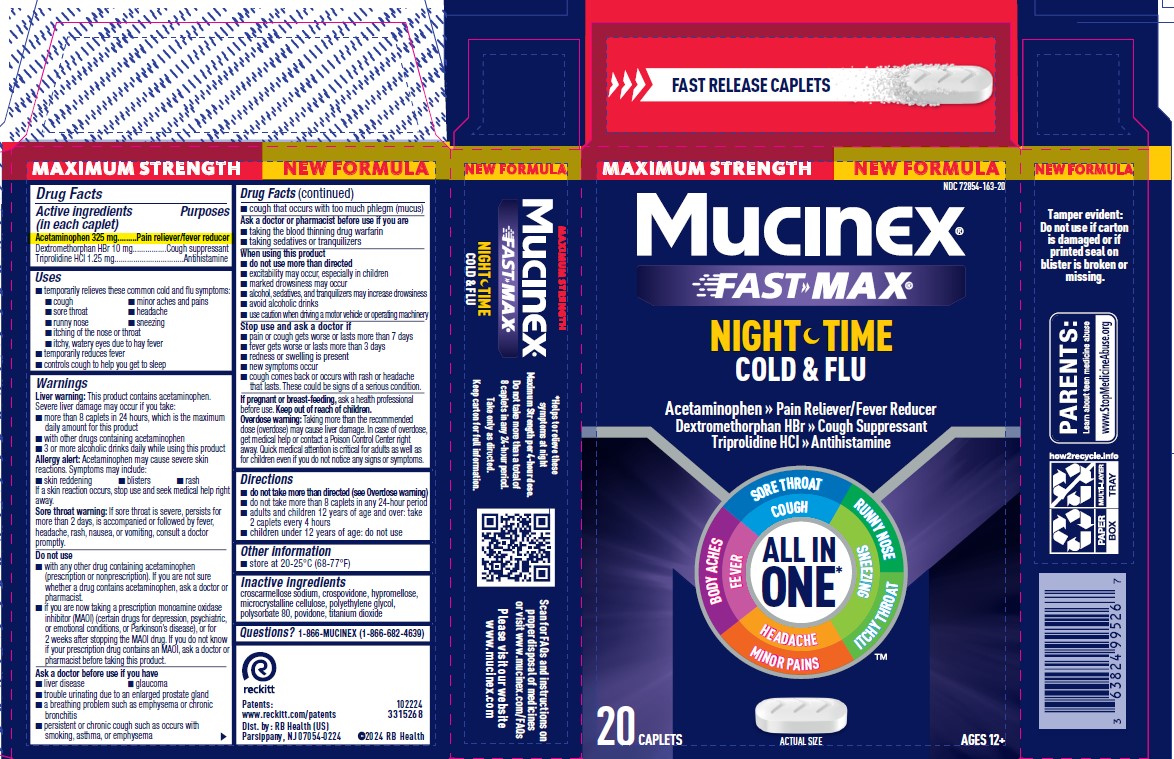 FAST RELEASE CAPLETS
MAXIMUM STRENGTH
NEW FORMULA
Drug Facts
Active ingredients Purposes
(in each caplet)
Acetaminophen 325 mg.........Pain reliever/fever reducer
Dextromethorphan HBr 10 mg................Cough suppressant
Triprolidine HCl 1.25 mg.................................Antihistamine
Uses
■ temporarily relieves these common cold and flu symptoms:
■ cough ■ minor aches and pains
■ sore throat ■ headache
■ runny nose ■ sneezing
■ itching of the nose or throat
■ itchy, watery eyes due to hay fever
■ temporarily reduces fever
■ controls cough to help you get to sleep
Warnings
Liver warning: This product contains acetaminophen.
Severe liver damage may occur if you take:
■ more than 8 caplets in 24 hours, which is the maximum
daily amount for this product
■ with other drugs containing acetaminophen
■ 3 or more alcoholic drinks daily while using this product
Allergy alert: Acetaminophen may cause severe skin
reactions. Symptoms may include:
■ skin reddening ■ blisters ■ rash
If a skin reaction occurs, stop use and seek medical help right
away.
Sore throat warning: If sore throat is severe, persists for
more than 2 days, is accompanied or followed by fever,
headache, rash, nausea, or vomiting, consult a doctor
promptly.
Do not use
■ with any other drug containing acetaminophen
(prescription or nonprescription). If you are not sure
whether a drug contains acetaminophen, ask a doctor or
pharmacist.
■ if you are now taking a prescription monoamine oxidase
inhibitor (MAOI) (certain drugs for depression, psychiatric,
or emotional conditions, or Parkinson's disease), or for
2 weeks after stopping the MAOI drug. If you do not know
if your prescription drug contains an MAOI, ask a doctor or
pharmacist before taking this product.
Ask a doctor before use if you have
■ liver disease ■ glaucoma
■ trouble urinating due to an enlarged prostate gland
■ a breathing problem such as emphysema or chronic
bronchitis
■ persistent or chronic cough such as occurs with
smoking, asthma, or emphysema
Drug Facts (continued)
■ cough that occurs with too much phlegm (mucus)
Ask a doctor or pharmacist before use if you are
■ taking the blood thinning drug warfarin
■ taking sedatives or tranquilizers
When using this product
■ do not use more than directed
■ excitability may occur, especially in children
■ marked drowsiness may occur
■ alcohol, sedatives, and tranquilizers may increase drowsiness
■ avoid alcoholic drinks
■ use caution when driving a motor vehicle or operating machinery
Stop use and ask a doctor if
■ pain or cough gets worse or lasts more than 7 days
■ fever gets worse or lasts more than 3 days
■ redness or swelling is present
■ new symptoms occur
■ cough comes back or occurs with rash or headache
that lasts. These could be signs of a serious condition.
If pregnant or breast-feeding, ask a health professional
before use. Keep out of reach of children.
Overdose warning: Taking more than the recommended
dose (overdose) may cause liver damage. In case of overdose,
get medical help or contact a Poison Control Center right
away. Quick medical attention is critical for adults as well as
for children even if you do not notice any signs or symptoms.
Directions
■ do not take more than directed (see Overdose warning)
■ do not take more than 8 caplets in any 24-hour period
■ adults and children 12 years of age and over: take
2 caplets every 4 hours
■ children under 12 years of age: do not use
Other information
■ store at 20-25°C (68-77°F)
Inactive ingredients
croscarmellose sodium, crospovidone, hypromellose,
microcrystalline cellulose, polyethylene glycol,
polysorbate 80, povidone, titanium dioxide
Questions? 1-866-MUCINEX (1-866-682-4639)
reckitt
Patents: 102224
www.reckitt.com/patents 3315268
Dist. by: RB Health (US)
Parsippany, NJ 07054-0224 ©2024 RB Health
NEW FORMULA
MAXIMUM STRENGTH
Mucinex®
FAST»MAX®
NIGHT TIME
COLD & FLU
*Helps to relieve these
symptoms at night
Maximum Strength per 4-hour dose.
Do not take more than a total of
8 caplets in any 24-hour period.
Take only as directed.
Keep carton for full information.
Scan for FAQs and instructions on
proper disposal of medicines
or visit www.mucinex.com/FAQs
Please visit our website
www.mucinex.com
MAXIMUM STRENGTH
NEW FORMULA
NDC 72854-163-20
Mucinex®
FAST»MAX®
NIGHT TIME
COLD & FLU
Acetaminophen » Pain Reliever/Fever Reducer
Dextromethorphan HBr » Cough Suppressant
Triprolidine HCl » Antihistamine
SORE THROAT
COUGH
RUNNY NOSE
SNEEZING
ITCHY THROAT
HEADACHE
MINOR PAINS
BODY ACHES
FEVER
ALL IN
ONE*
TM
20 CAPLETS
ACTUAL SIZE
AGES 12+
NEW FORMULA
Tamper evident:
Do not use if carton
is damaged or if
printed seal on
blister is broken or
missing.
PARENTS:
Learn about teen medicine abuse
www.StopMedicineAbuse.org
how2recycle.info
PAPER
BOX
MULTI-LAYER
TRAY
3 63824 99526 7